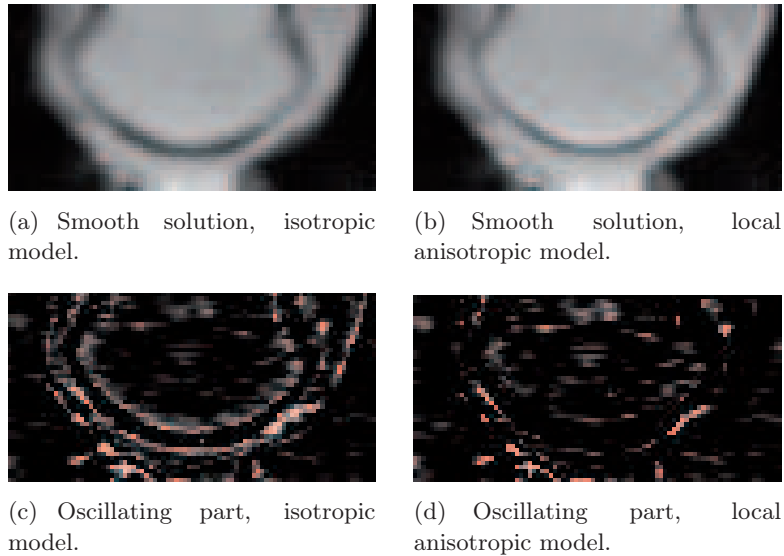 (a) Smooth solution, isotropic
model.
(b) Smooth solution, local
anisotropic model.
(c) Oscillating part, isotropic
model.
(d) Oscillating part, local
anisotropic model.